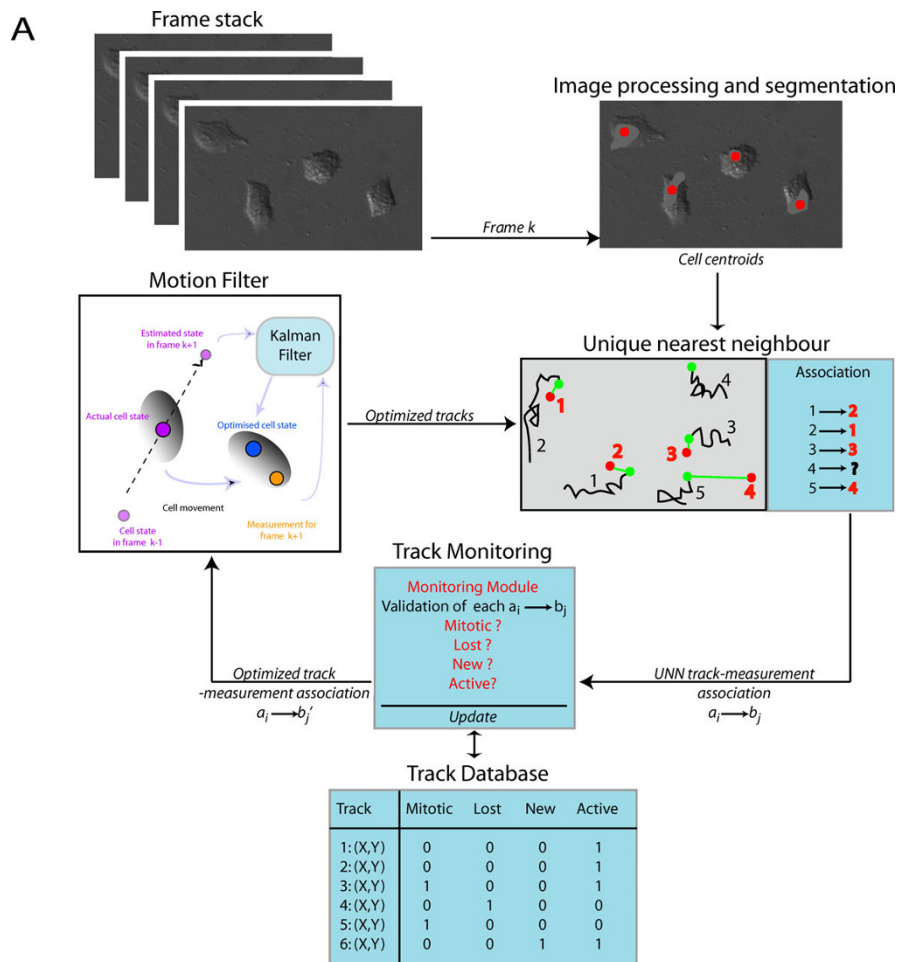 A
Frame stack
Image processing and segmentation
Frame k
Cell centroids
Motion Filter
Estimated state
in frame k+1
Kalman
Filter
Actual cell state
Optimised cell state
Cell movement
Cell state
in frame k-1
Measurement for
frame k+1
Optimized tracks
Unique nearest neighbour
1
2
4
3
3
2
1
5
4
Association
1 → 2
2 → 1
3 → 3
4 → ?
5 → 4
Track Monitoring
Monitoring Module
Validation of each aᵢ → bⱼ
Mitotic ?
Lost ?
New ?
Active?
Update
Optimized track
-measurement association
aᵢ → bⱼ′
UNN track-measurement
association
aᵢ → bⱼ
Track Database
Track Mitotic Lost New Active
1: (X,Y) 0 0 0 1
2: (X,Y) 0 0 0 1
3: (X,Y) 1 0 0 1
4: (X,Y) 0 1 0 0
5: (X,Y) 1 0 0 0
6: (X,Y) 0 0 1 1